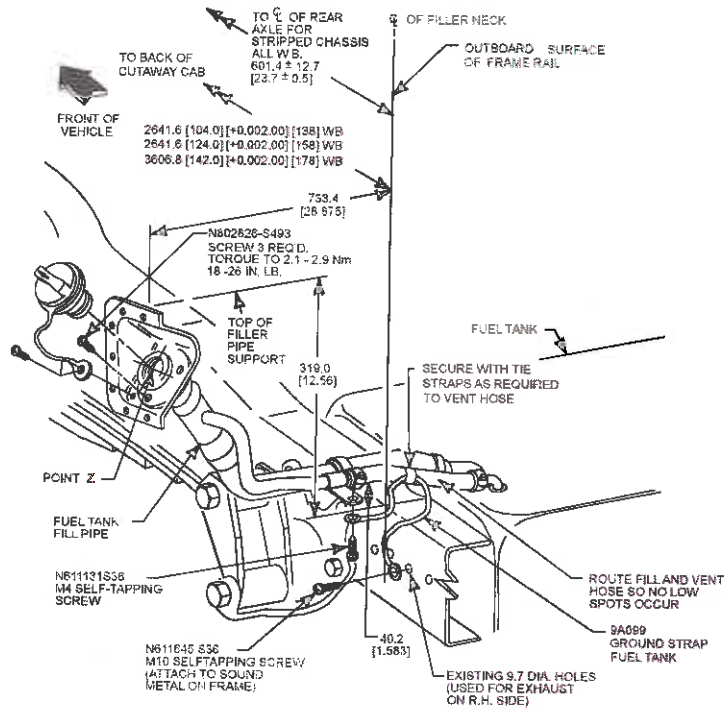 TO ℄ OF REAR
AXLE FOR
STRIPPED CHASSIS
ALL W.B.
601.4 ± 12.7
[23.7 ± 0.5]
℄ OF FILLER NECK
OUTBOARD SURFACE
OF FRAME RAIL
TO BACK OF
CUTAWAY CAB
FRONT OF
VEHICLE
2641.6 [104.0] [+0.002.00] [138] WB
2641.6 [124.0] [+0.002.00] [158] WB
3606.8 [142.0] [+0.002.00] [178] WB
753.4
[28.875]
N802826-S493
SCREW 3 REQ'D.
TORQUE TO 2.1 - 2.9 Nm
18 -26 IN. LB.
TOP OF
FILLER
PIPE
SUPPORT
319.0
[12.56]
FUEL TANK
SECURE WITH TIE
STRAPS AS REQUIRED
TO VENT HOSE
POINT Z
FUEL TANK
FILL PIPE
N611131S36
M4 SELF-TAPPING
SCREW
N611645 S36
M10 SELFTAPPING SCREW
(ATTACH TO SOUND
METAL ON FRAME)
40.2
[1.583]
EXISTING 9.7 DIA. HOLES
(USED FOR EXHAUST
ON R.H. SIDE)
ROUTE FILL AND VENT
HOSE SO NO LOW
SPOTS OCCUR
9A099
GROUND STRAP
FUEL TANK